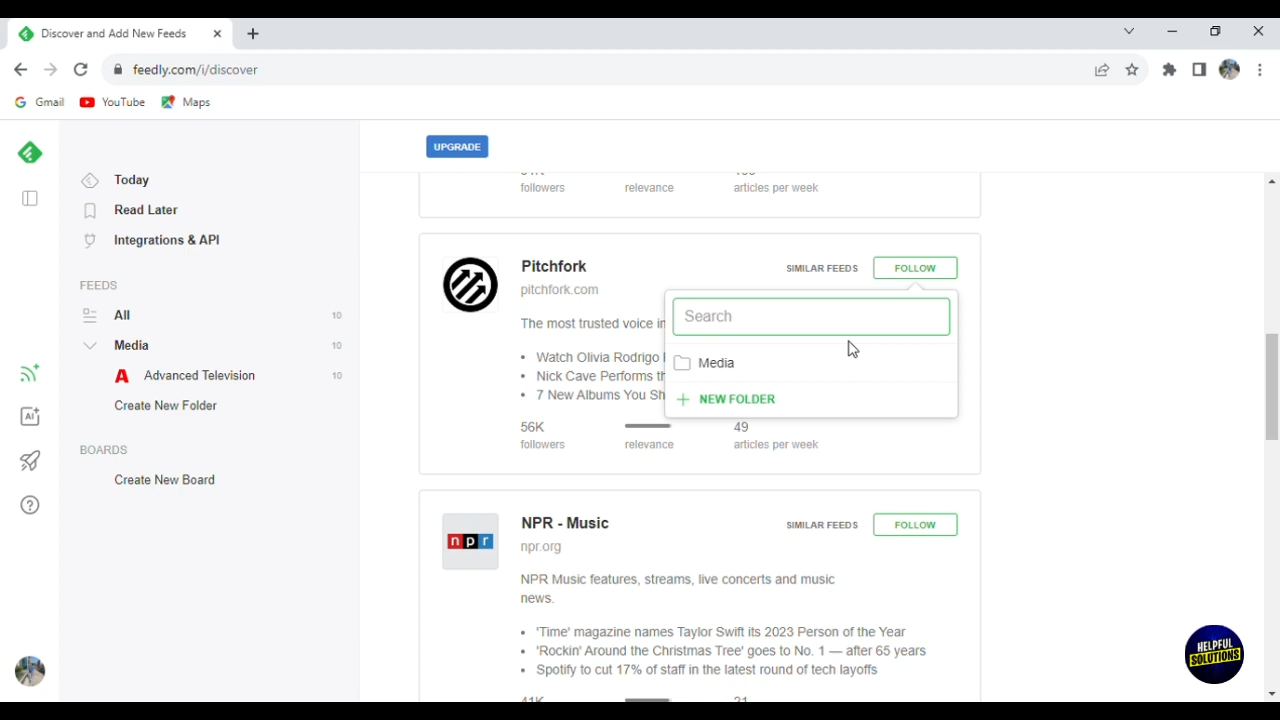 Discover and Add New Feeds
feedly.com/i/discover
Gmail YouTube Maps
UPGRADE
Today
Read Later
Integrations & API
FEEDS
All 10
Media 10
Advanced Television 10
Create New Folder
BOARDS
Create New Board
followers relevance articles per week
Pitchfork SIMILAR FEEDS FOLLOW
pitchfork.com
The most trusted voice in
• Watch Olivia Rodrigo
• Nick Cave Performs
• 7 New Albums You
Search
Media
+ NEW FOLDER
56K 49
followers relevance articles per week
npr
NPR - Music SIMILAR FEEDS FOLLOW
npr.org
NPR Music features, streams, live concerts and music
news.
• 'Time' magazine names Taylor Swift its 2023 Person of the Year
• 'Rockin' Around the Christmas Tree' goes to No. 1 — after 65 years
• Spotify to cut 17% of staff in the latest round of tech layoffs
41K 21
HELPFUL
SOLUTIONS